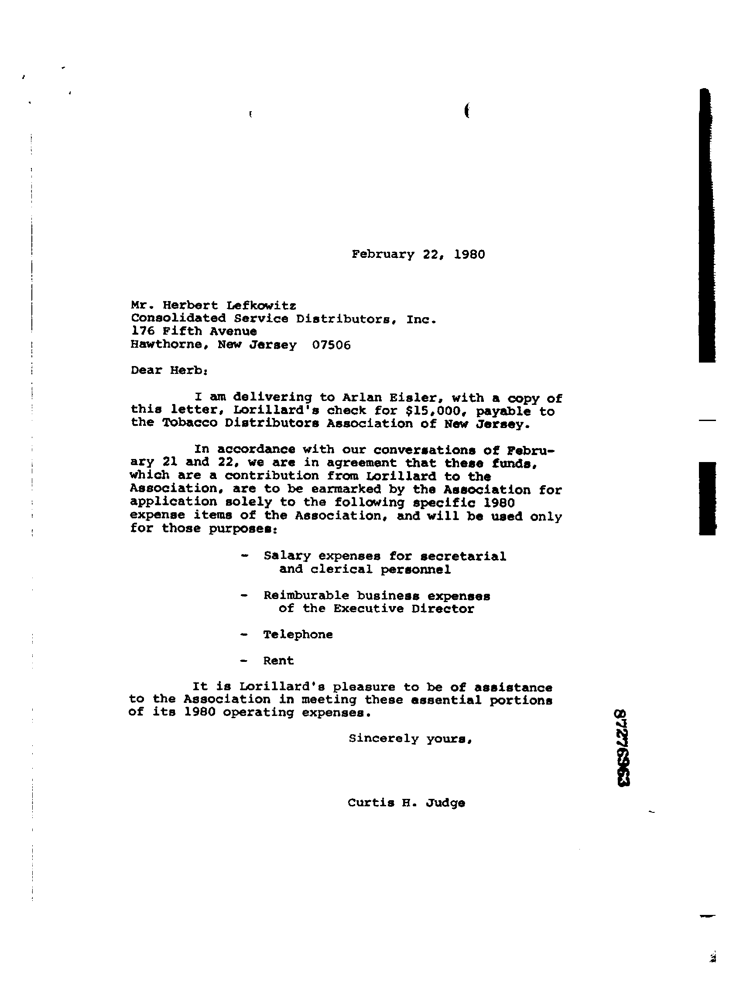 February 22, 1980
Mr. Herbert Lefkowitz
Consolidated Service Distributors, Inc.
176 Fifth Avenue
Hawthorne, New Jersey 07506
Dear Herb:
I am delivering to Arlan Eisler, with a copy of
this letter, Lorillard's check for $15,000, payable to
the Tobacco Distributors Association of New Jersey.
In accordance with our conversations of Febru-
ary 21 and 22, we are in agreement that these funds,
which are a contribution from Lorillard to the
Association, are to be earmarked by the Association for
application solely to the following specific 1980
expense items of the Association, and will be used only
for those purposes:
- Salary expenses for secretarial
and clerical personnel
- Reimburable business expenses
of the Executive Director
- Telephone
- Rent
It is Lorillard's pleasure to be of assistance
to the Association in meeting these essential portions
of its 1980 operating expenses.
Sincerely yours,
Curtis H. Judge
87276963